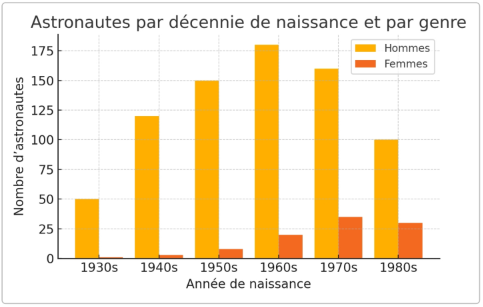 Astronautes par décennie de naissance et par genre
Hommes
Femmes
Nombre d'astronautes
175
150
125
100
75
50
25
0
1930s 1940s 1950s 1960s 1970s 1980s
Année de naissance